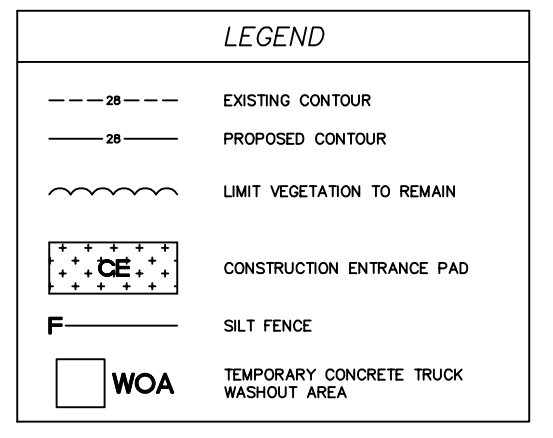 LEGEND
28 EXISTING CONTOUR
28 PROPOSED CONTOUR
LIMIT VEGETATION TO REMAIN
CE CONSTRUCTION ENTRANCE PAD
F SILT FENCE
WOA TEMPORARY CONCRETE TRUCK
WASHOUT AREA